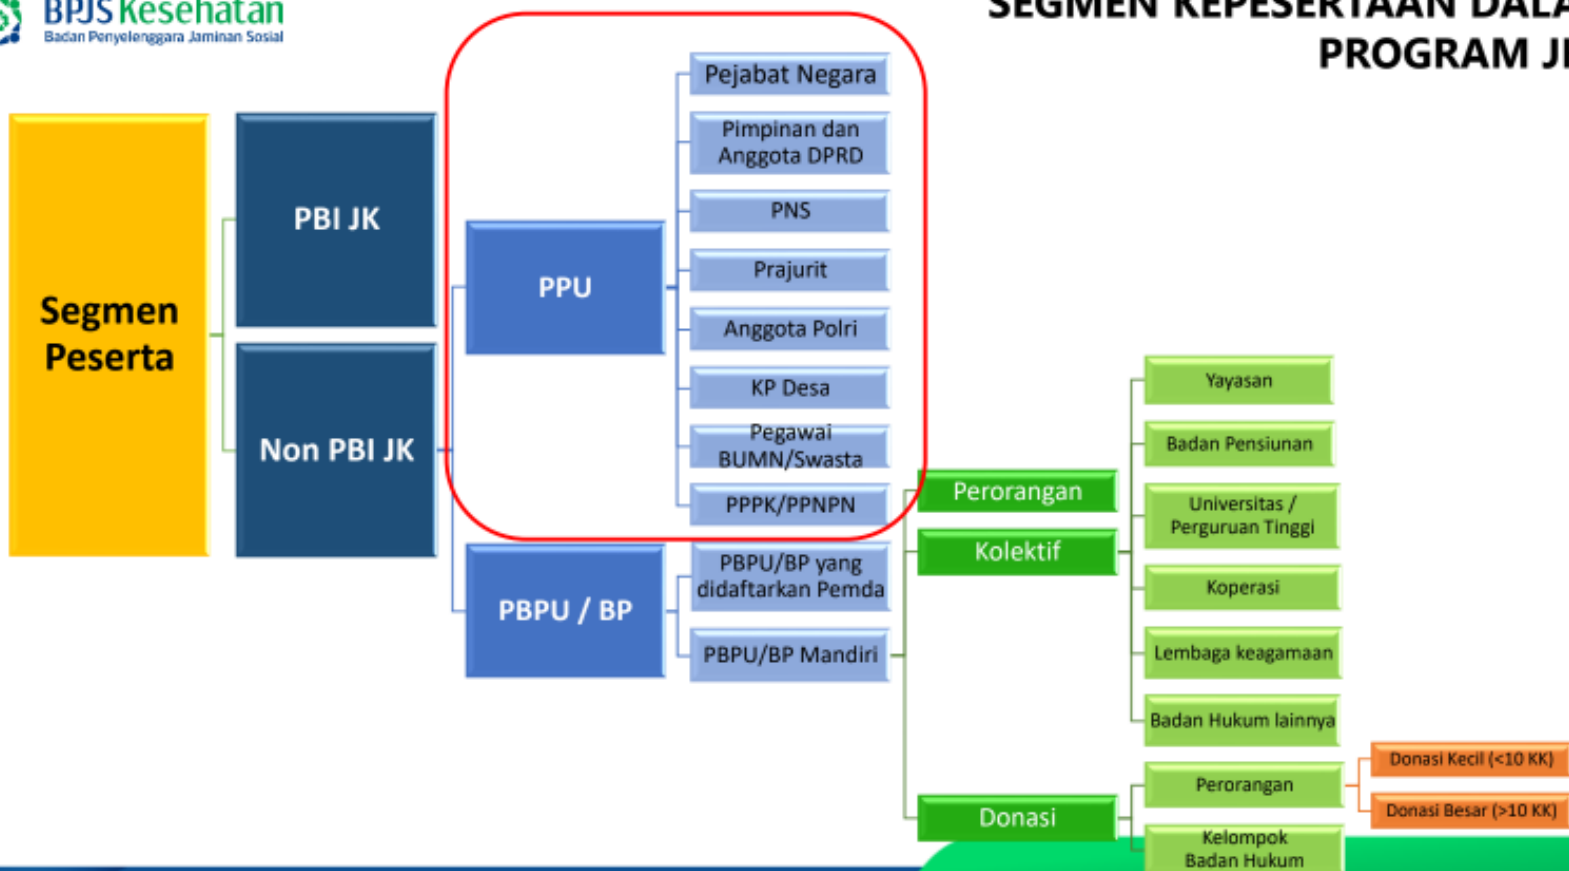 BPJS Kesehatan
Badan Penyelenggara Jaminan Sosial
SEGMEN KEPESERTAAN
PROGRAM
Segmen
Peserta
PBI JK
Non PBI JK
PPU
PBPU / BP
Pejabat Negara
Pimpinan dan
Anggota DPRD
PNS
Prajurit
Anggota Polri
KP Desa
Pegawai
BUMN/Swasta
PPPK/PPNPN
PBPU/BP yang
didaftarkan Pemda
PBPU/BP Mandiri
Perorangan
Kolektif
Donasi
Yayasan
Badan Pensiunan
Universitas /
Perguruan Tinggi
Koperasi
Lembaga keagamaan
Badan Hukum lainnya
Perorangan
Kelompok
Badan Hukum
Donasi Kecil (<10 KK)
Donasi Besar (>10 KK)